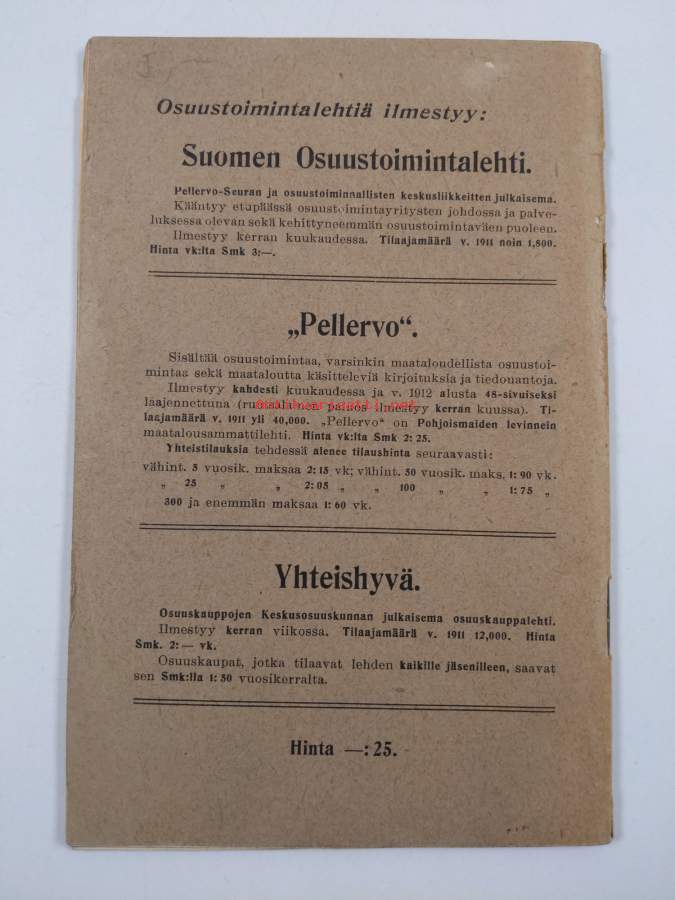 Osuustoimintalehtiä ilmestyy:
Suomen Osuustoimintalehti.
Pellervo-Seuran ja osuustoiminnallisten keskusliikkeitten julkaisema.
Kääntyy etupäässä osuustoimintayritysten johdossa ja palve-
luksessa olevan sekä kehittyneemmän osuustoimintaväen puoleen.
Ilmestyy kerran kuukaudessa. Tilaajamäärä v. 1911 noin 1,800.
Hinta vk:lta Smk 3:—.
„Pellervo“.
Sisältää osuustoimintaa, varsinkin maataloudellista osuustoi-
mintaa sekä maataloutta käsitteleviä kirjoituksia ja tiedonantoja.
Ilmestyy kahdesti kuukaudessa ja v. 1912 alusta 48-sivuiseksi
laajennettuna painos ilmestyy kerran kuussa). Ti-
laajamäärä v. 1911 yli 40,000. „Pellervo“ on Pohjoismaiden levinnein
maatalousammattilehti. Hinta vk:lta Smk 2: 25.
Yhteistilauksia tehdessä alenee tilaushinta seuraavasti:
vähint. 5 vuosik. maksaa 2: 15 vk; vähint. 50 vuosik. maks. 1: 90 vk.
„ 25 „ „ 2: 05 „ „ 100 „ „ 1: 75 „
300 ja enemmän maksaa 1: 60 vk.
Yhteishyvä.
Osuuskauppojen Keskusosuuskunnan julkaisema osuuskauppalehti.
Ilmestyy kerran viikossa. Tilaajamäärä v. 1911 12,000. Hinta
Smk. 2: — vk.
Osuuskaupat, jotka tilaavat lehden kaikille jäsenilleen, saavat
sen Smk:lla 1: 50 vuosikerralta.
Hinta —: 25.